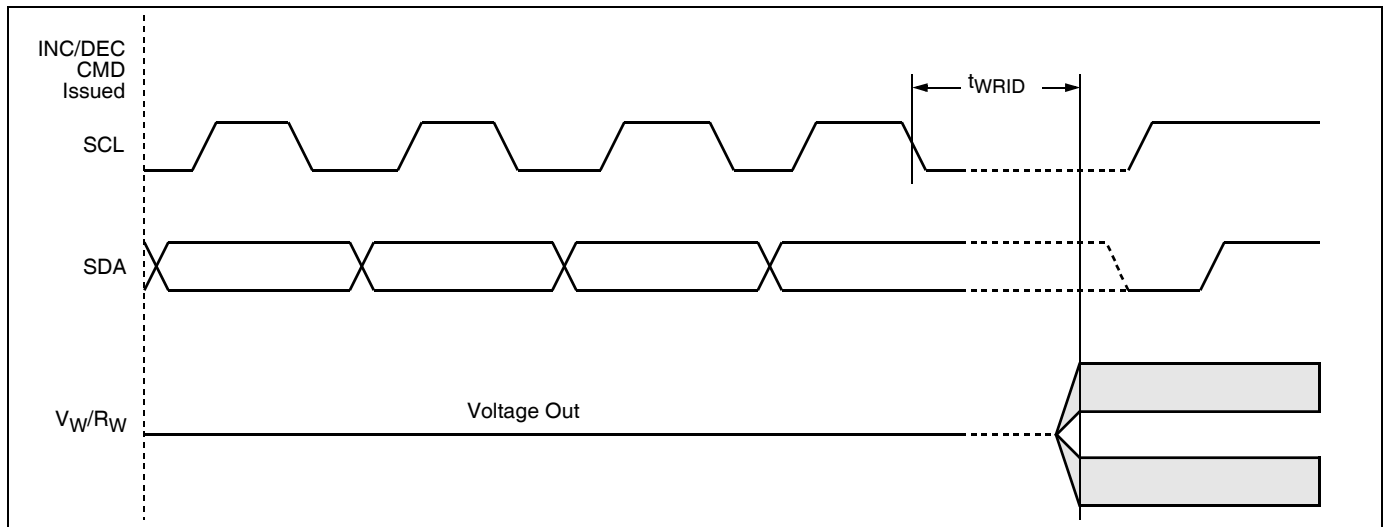 INC/DEC
CMD
Issued
tWRID
SCL
SDA
Voltage Out
VW/RW